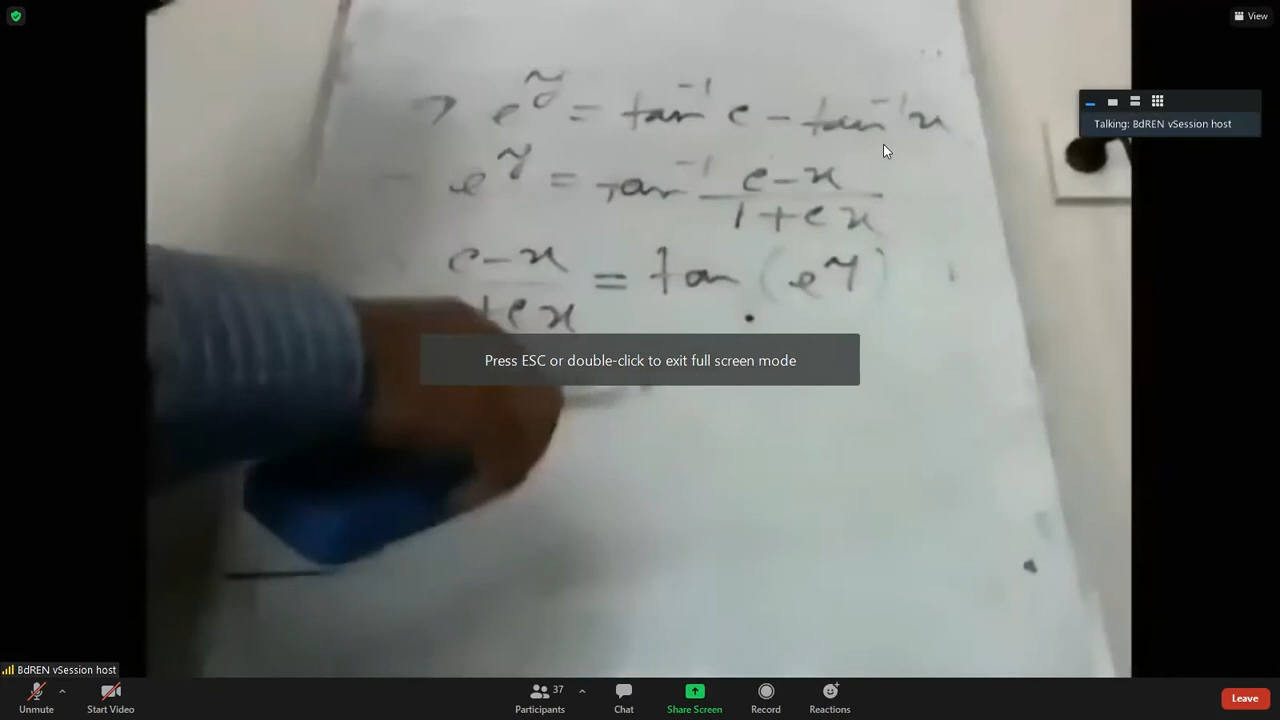 View
Talking: BdREN vSession host
⇒ e^y = tan^-1 c - tan^-1 x
e^y = tan^-1 (c-x)/(1+cx)
(c-x)/(1+cx) = tan (e^y)
Press ESC or double-click to exit full screen mode
BdREN vSession host
Unmute Start Video Participants 37 Chat Share Screen Record Reactions Leave